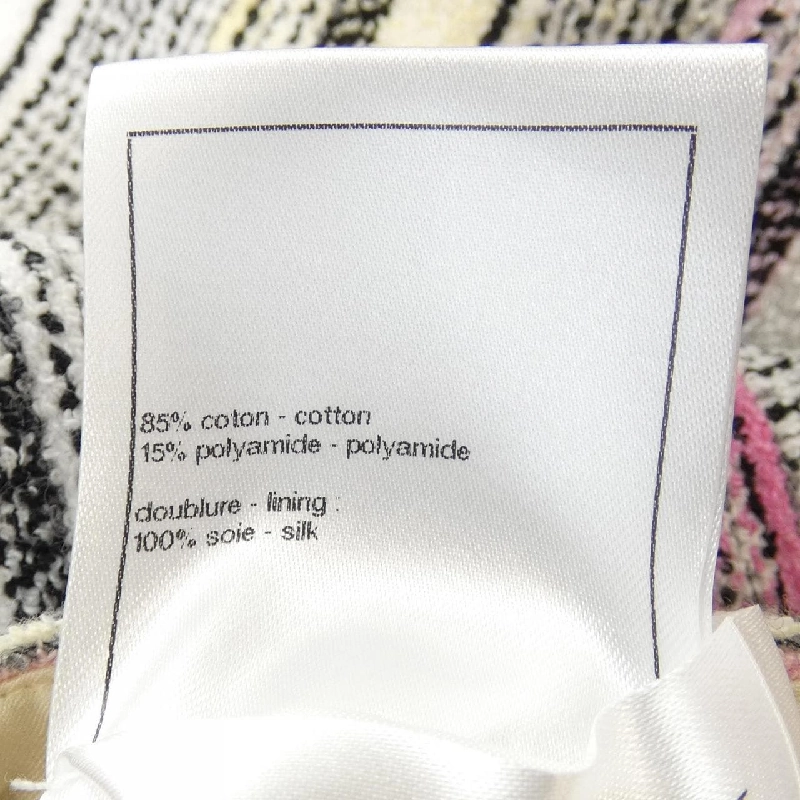 85% coton - cotton
15% polyamide - polyamide
doublure - lining :
100% soie - silk